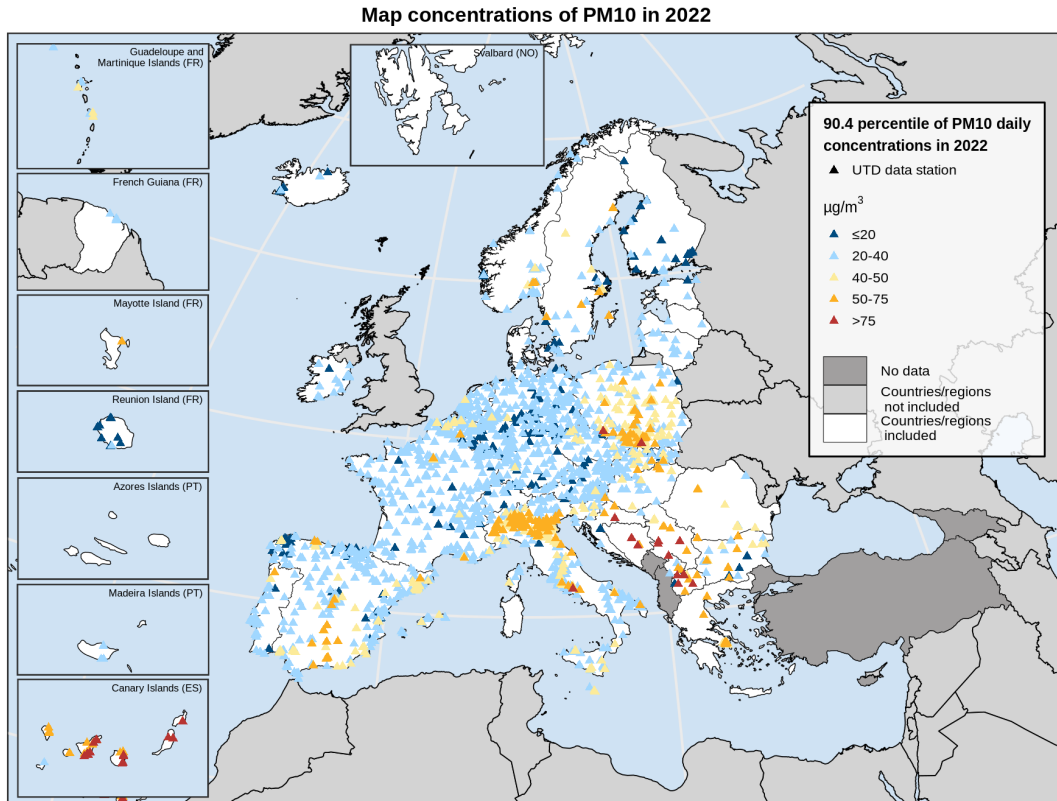 Map concentrations of PM10 in 2022
Guadeloupe and
Martinique Islands (FR)
Svalbard (NO)
French Guiana (FR)
Mayotte Island (FR)
Reunion Island (FR)
Azores Islands (PT)
Madeira Islands (PT)
Canary Islands (ES)
90.4 percentile of PM10 daily
concentrations in 2022
UTD data station
µg/m³
≤20
20-40
40-50
50-75
>75
No data
Countries/regions
not included
Countries/regions
included